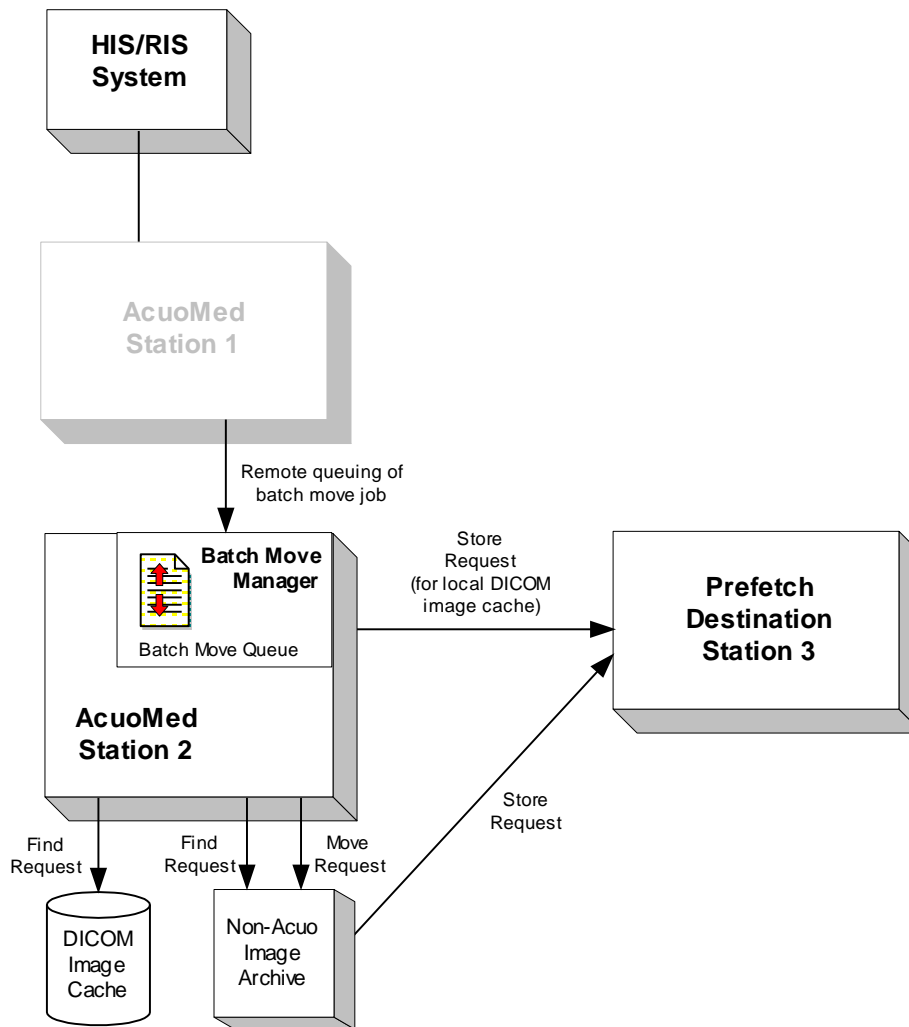 HIS/RIS
System
AcuoMed
Station 1
Remote queuing of
batch move job
Batch Move
Manager
Batch Move Queue
AcuoMed
Station 2
Store
Request
(for local DICOM
image cache)
Prefetch
Destination
Station 3
Store
Request
Find
Request
Find
Request
Move
Request
DICOM
Image
Cache
Non-Acuo
Image
Archive